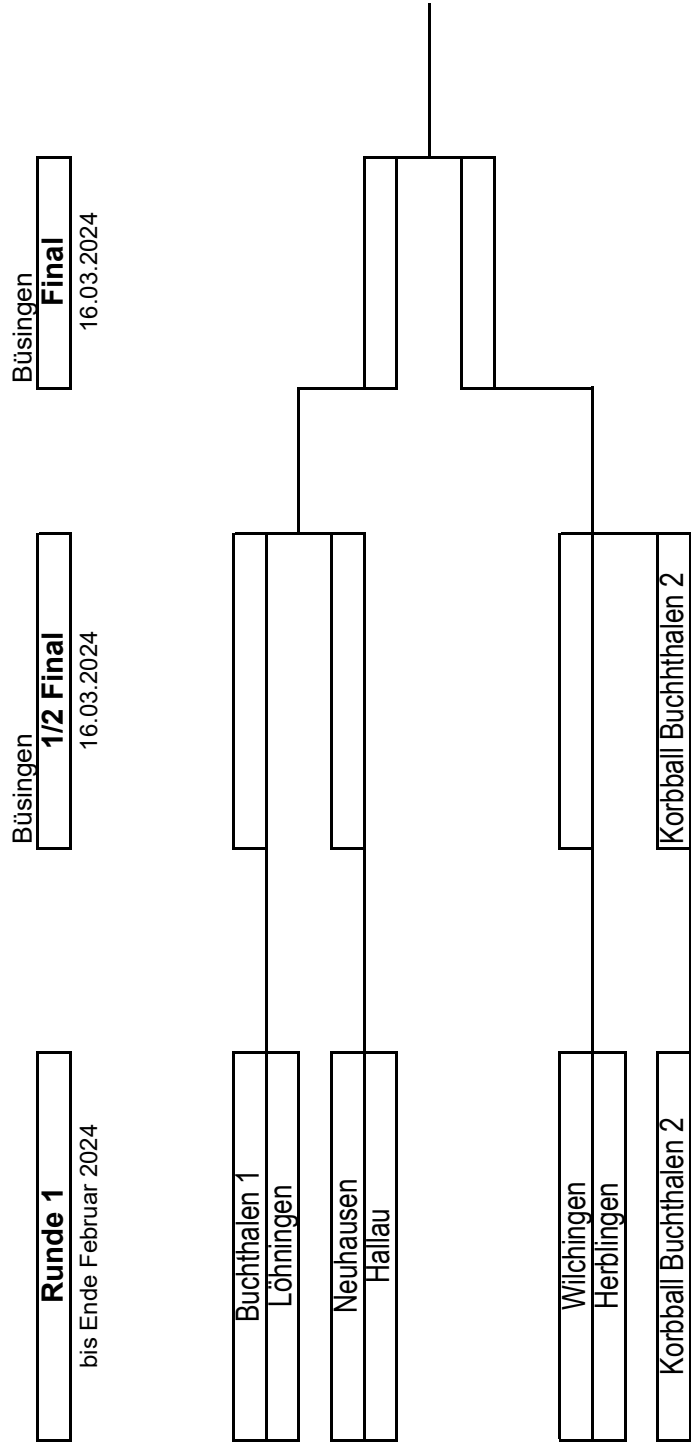 Runde 1
bis Ende Februar 2024
Büsingen
1/2 Final
16.03.2024
Büsingen
Final
16.03.2024
Buchthalen 1
Löhningen
Neuhausen
Hallau
Wilchingen
Herblingen
Korbball Buchthalen 2
Korbball Buchhthalen 2